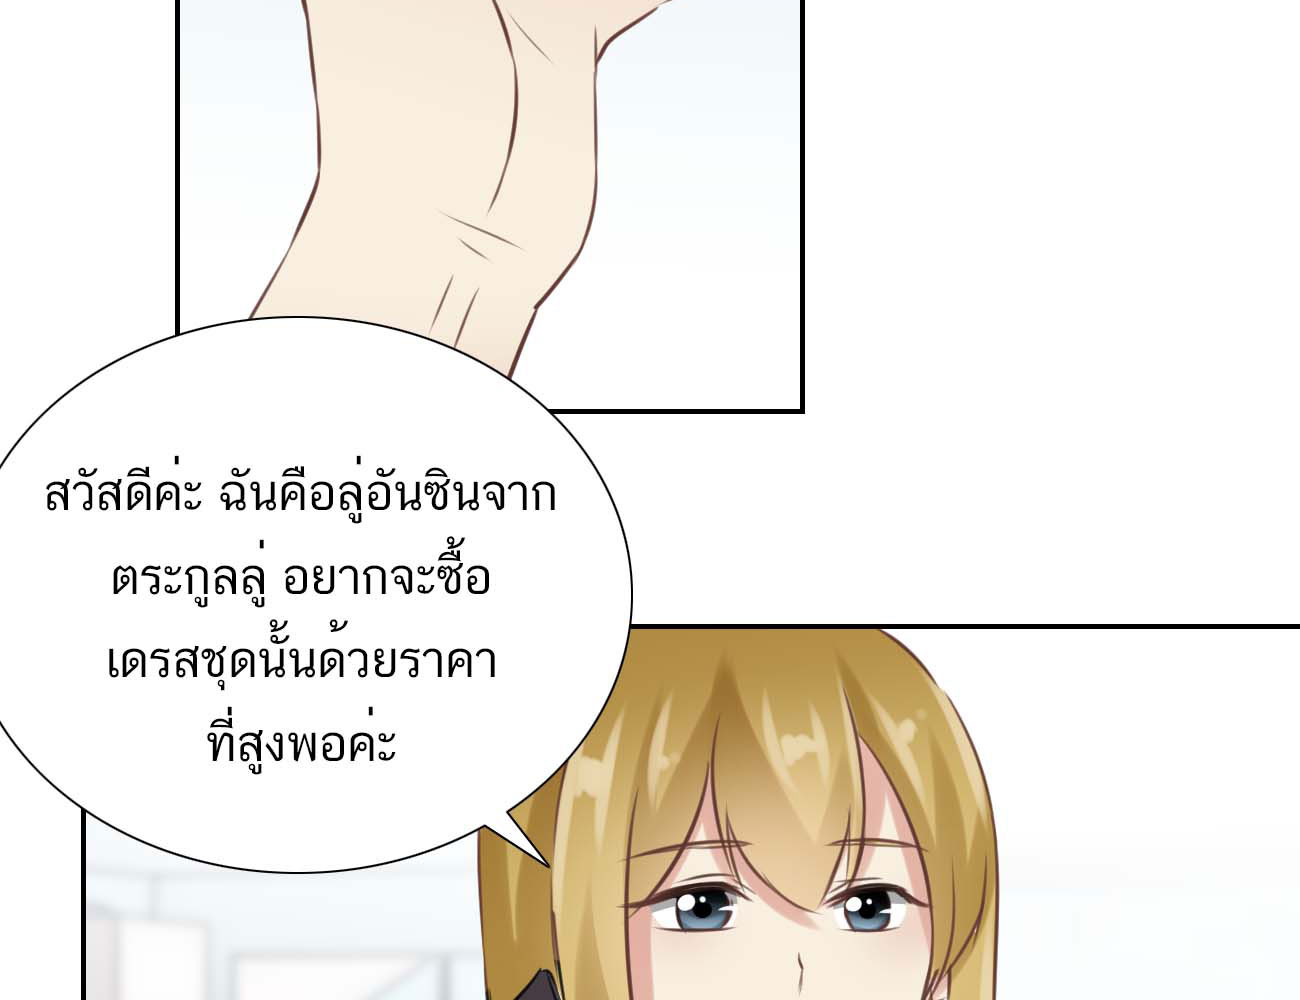 สวัสดีค่ะ ฉันคือลู่อันซินจาก
ตระกูลลู่ อยากจะซื้อ
เดรสชุดนั้นด้วยราคา
ที่สูงพอค่ะ